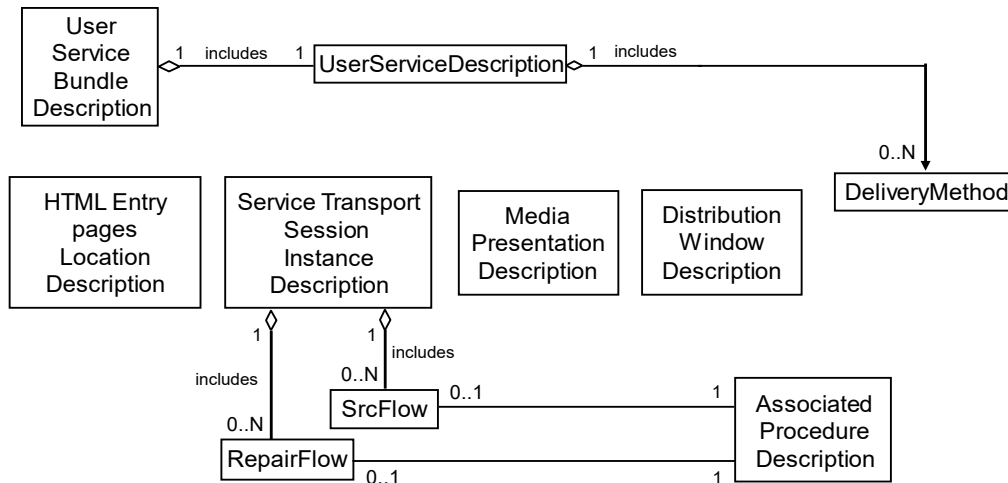 User
Service
Bundle
Description
1 includes 1
UserServiceDescription
1 includes
0..N
DeliveryMethod
HTML Entry
pages
Location
Description
Service Transport
Session
Instance
Description
Media
Presentation
Description
Distribution
Window
Description
1
1
includes
includes
0..N
SrcFlow
0..1
1
0..N
RepairFlow
0..1
1
Associated
Procedure
Description